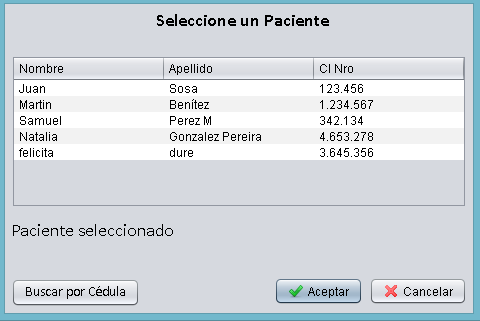 Seleccione un Paciente
Nombre Apellido CI Nro
Juan Sosa 123.456
Martin Benítez 1.234.567
Samuel Perez M 342.134
Natalia Gonzalez Pereira 4.653.278
felicita dure 3.645.356
Paciente seleccionado
Buscar por Cédula Aceptar Cancelar